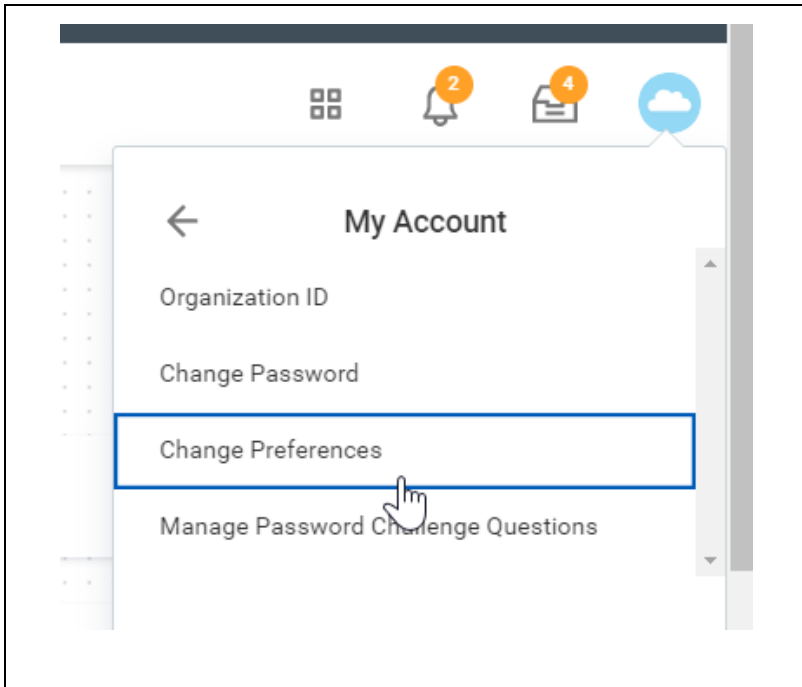 2
4
My Account
Organization ID
Change Password
Change Preferences
Manage Password Challenge Questions